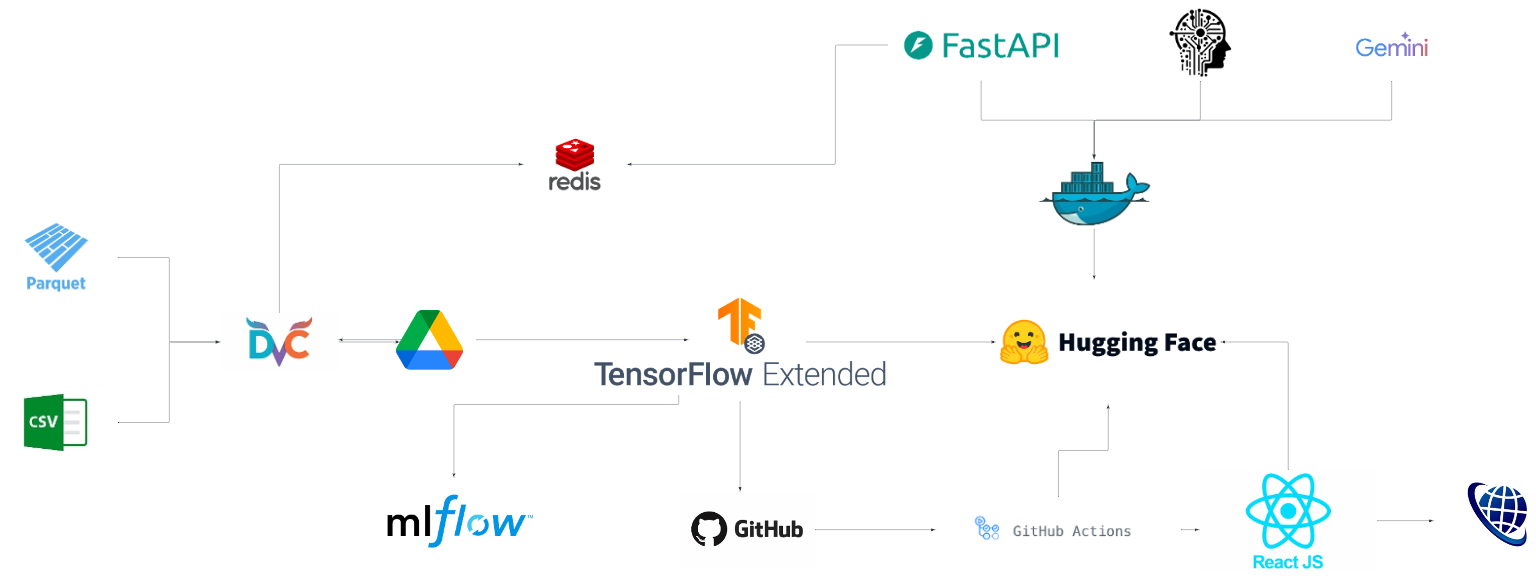 FastAPI
Gemini
redis
Parquet
DVC
TensorFlow Extended
Hugging Face
CSV
mlflow™
GitHub
GitHub Actions
React JS